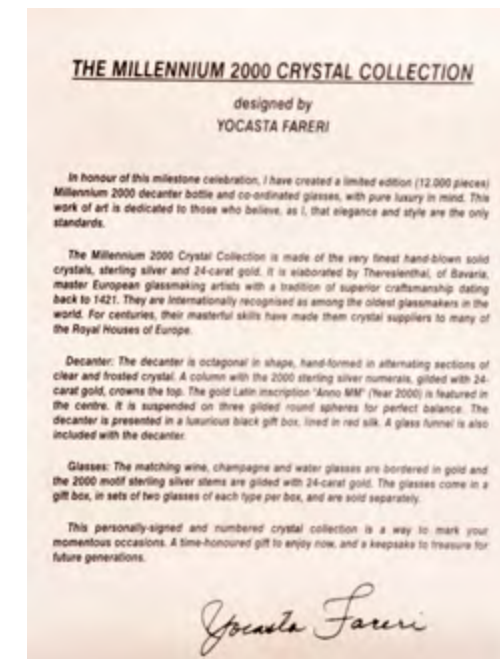 THE MILLENNIUM 2000 CRYSTAL COLLECTION
designed by
YOCASTA FARERI
In honour of this milestone celebration, I have created a limited edition (12.000 pieces)
Millennium 2000 decanter bottle and co-ordinated glasses, with pure luxury in mind. This
work of art is dedicated to those who believe, as I, that elegance and style are the only
standards.
The Millennium 2000 Crystal Collection is made of the very finest hand-blown solid
crystals, sterling silver and 24-carat gold. It is elaborated by Theresienthal, of Bavaria,
master European glassmaking artists with a tradition of superior craftsmanship dating
back to 1421. They are internationally recognised as among the oldest glassmakers in the
world. For centuries, their masterful skills have made them crystal suppliers to many of
the Royal Houses of Europe.
Decanter: The decanter is octagonal in shape, hand-formed in alternating sections of
clear and frosted crystal. A column with the 2000 sterling silver numerals, gilded with 24-
carat gold, crowns the top. The gold Latin inscription "Anno MM" (Year 2000) is featured in
the centre. It is suspended on three gilded round spheres for perfect balance. The
decanter is presented in a luxurious black gift box, lined in red silk. A glass funnel is also
included with the decanter.
Glasses: The matching wine, champagne and water glasses are bordered in gold and
the 2000 motif sterling silver stems are gilded with 24-carat gold. The glasses come in a
gift box, in sets of two glasses of each type per box, and are sold separately.
This personally-signed and numbered crystal collection is a way to mark your
momentous occasions. A time-honoured gift to enjoy now, and a keepsake to treasure for
future generations.
Yocasta Fareri